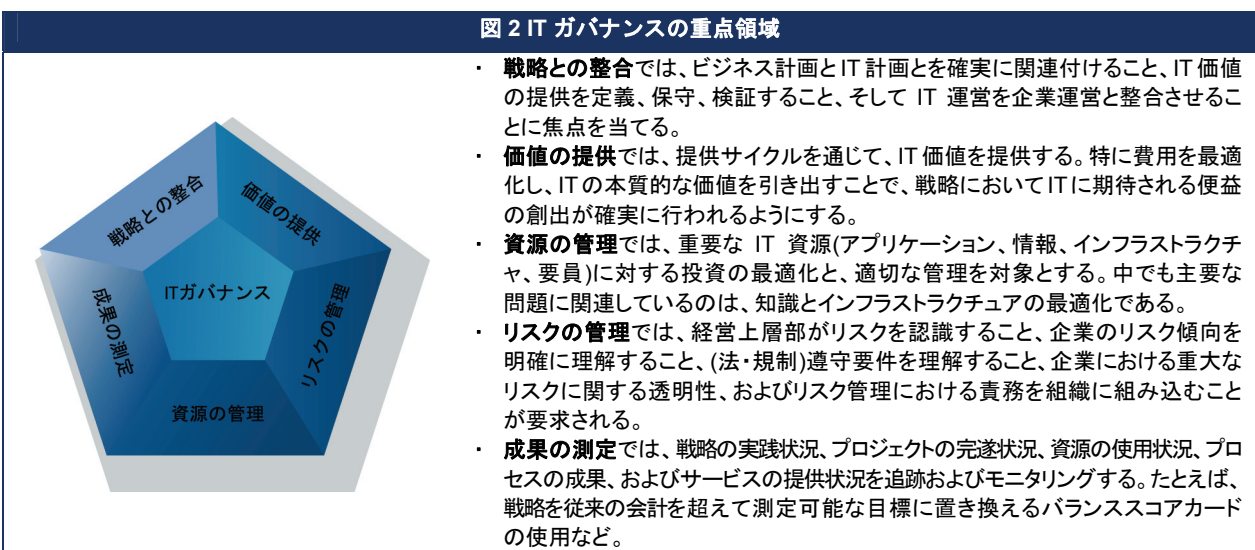 図 2 IT ガバナンスの重点領域
戦略との整合
価値の提供
ITガバナンス
成果の測定
リスクの管理
資源の管理
・ 戦略との整合では、ビジネス計画とIT 計画とを確実に関連付けること、IT 価値
の提供を定義、保守、検証すること、そして IT 運営を企業運営と整合させるこ
とに焦点を当てる。
・ 価値の提供では、提供サイクルを通じて、IT 価値を提供する。特に費用を最適
化し、ITの本質的な価値を引き出すことで、戦略においてITに期待される便益
の創出が確実に行われるようにする。
・ 資源の管理では、重要な IT 資源(アプリケーション、情報、インフラストラクチ
ャ、要員)に対する投資の最適化と、適切な管理を対象とする。中でも主要な
問題に関連しているのは、知識とインフラストラクチュアの最適化である。
・ リスクの管理では、経営上層部がリスクを認識すること、企業のリスク傾向を
明確に理解すること、(法・規制)遵守要件を理解すること、企業における重大な
リスクに関する透明性、およびリスク管理における責務を組織に組み込むこと
が要求される。
・ 成果の測定では、戦略の実践状況、プロジェクトの完遂状況、資源の使用状況、プロ
セスの成果、およびサービスの提供状況を追跡およびモニタリングする。たとえば、
戦略を従来の会計を超えて測定可能な目標に置き換えるバランススコアカード
の使用など。